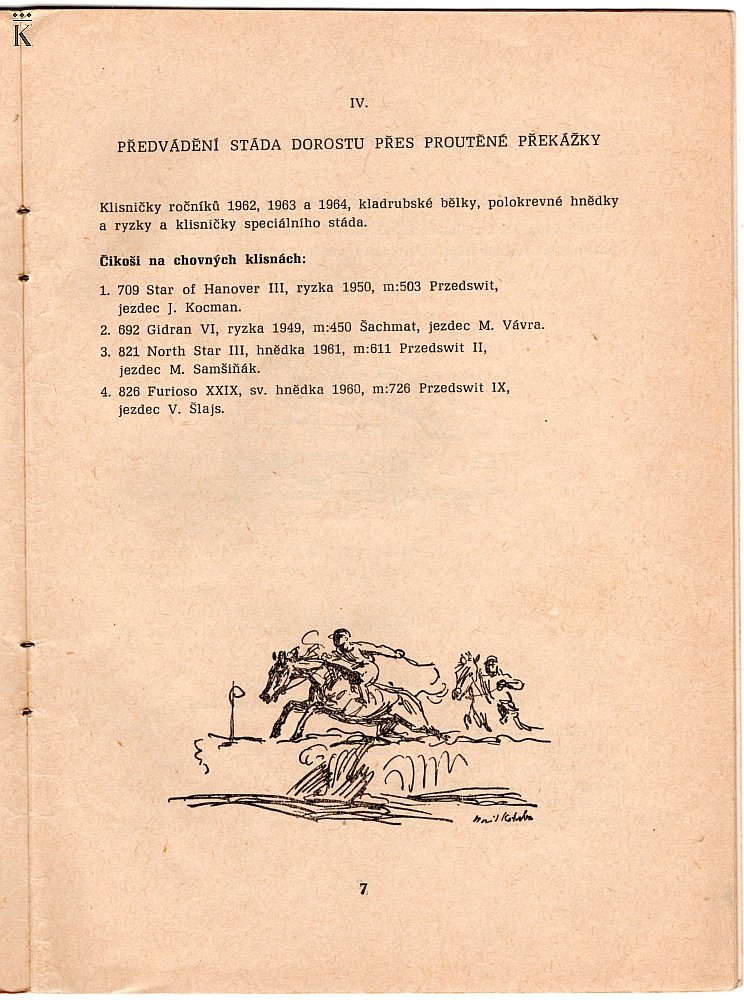 K
IV.
PŘEDVÁDĚNÍ STÁDA DOROSTU PŘES PROUTĚNÉ PŘEKÁŽKY
Klisničky ročníků 1962, 1963 a 1964, kladrubské bělky, polokrevné hnědky
a ryzky a klisničky speciálního stáda.
Čikoši na chovných klisnách:
1. 709 Star of Hanover III, ryzka 1950, m:503 Przedswit,
jezdec J. Kocman.
2. 692 Gidran VI, ryzka 1949, m:450 Šachmat, jezdec M. Vávra.
3. 821 North Star III, hnědka 1961, m:611 Przedswit II,
jezdec M. Samšiňák.
4. 826 Furioso XXIX, sv. hnědka 1960, m:726 Przedswit IX,
jezdec V. Šlajs.
7